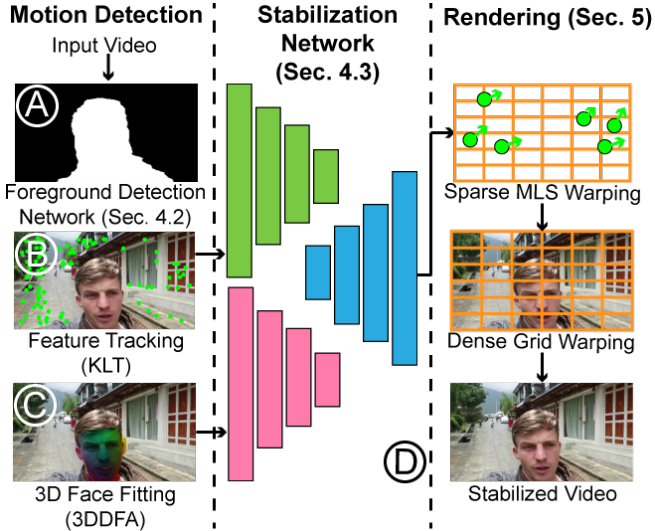 Motion Detection
Input Video
A
Foreground Detection
Network (Sec. 4.2)
B
Feature Tracking
(KLT)
C
3D Face Fitting
(3DDFA)
Stabilization
Network
(Sec. 4.3)
D
Rendering (Sec. 5)
Sparse MLS Warping
Dense Grid Warping
Stabilized Video